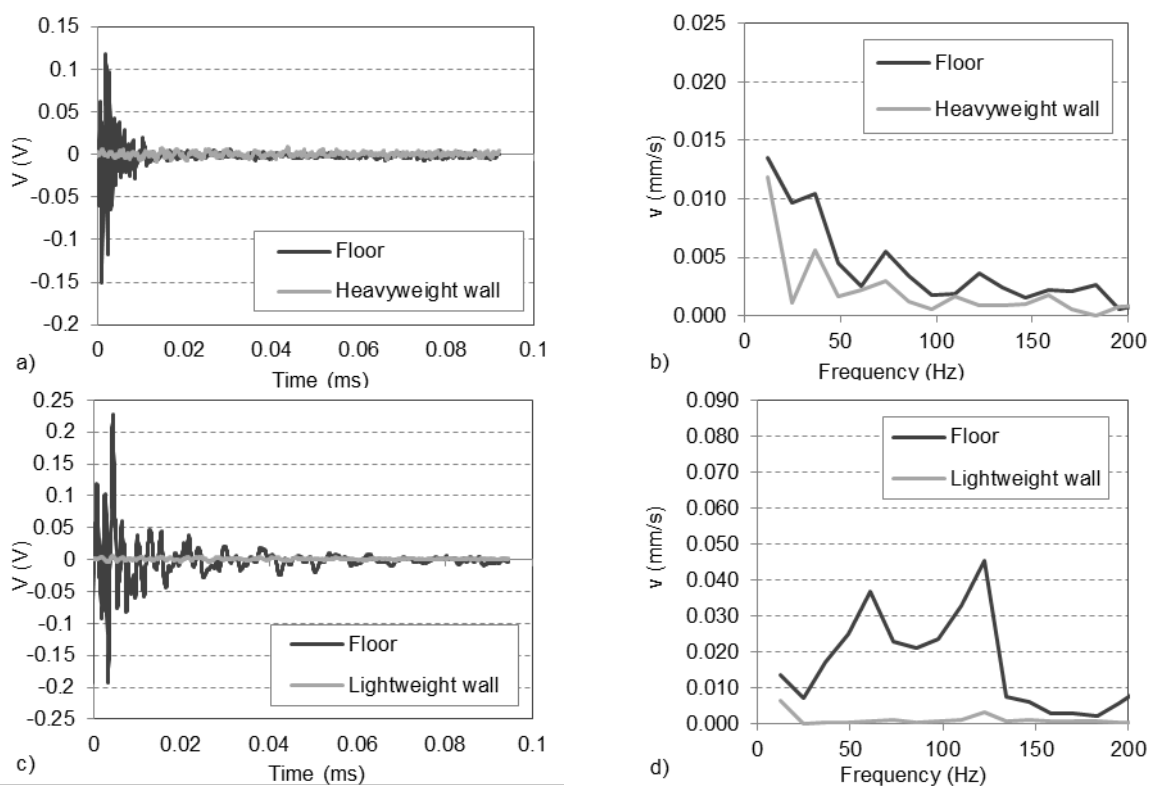 0.15
0.1
0.05
0
-0.05
-0.1
-0.15
-0.2
V (V)
Floor
Heavyweight wall
0 0.02 0.04 0.06 0.08 0.1
Time (ms)
a)
0.025
0.020
0.015
0.010
0.005
0.000
v (mm/s)
Floor
Heavyweight wall
0 50 100 150 200
Frequency (Hz)
b)
0.25
0.2
0.15
0.1
0.05
0
-0.05
-0.1
-0.15
-0.2
-0.25
V (V)
Floor
Lightweight wall
0 0.02 0.04 0.06 0.08 0.1
Time (ms)
c)
0.090
0.080
0.070
0.060
0.050
0.040
0.030
0.020
0.010
0.000
v (mm/s)
Floor
Lightweight wall
0 50 100 150 200
Frequency (Hz)
d)